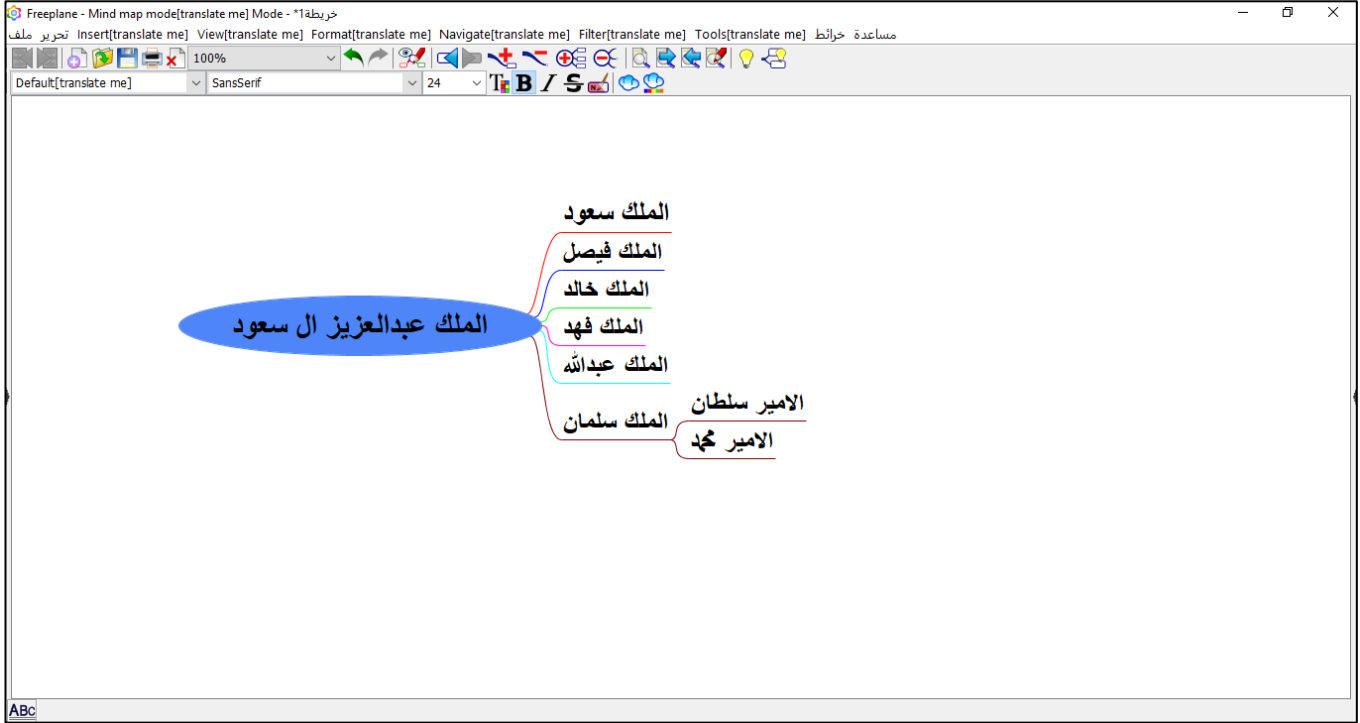 Freeplane - Mind map mode[translate me] Mode - *خريطة1
ملف تحرير Insert[translate me] View[translate me] Format[translate me] Navigate[translate me] Filter[translate me] Tools[translate me] خرائط مساعدة
100%
Default[translate me] SansSerif 24
الملك سعود
الملك فيصل
الملك خالد
الملك عبدالعزيز ال سعود
الملك فهد
الملك عبدالله
الملك سلمان
الامير سلطان
الامير محمد
ABC